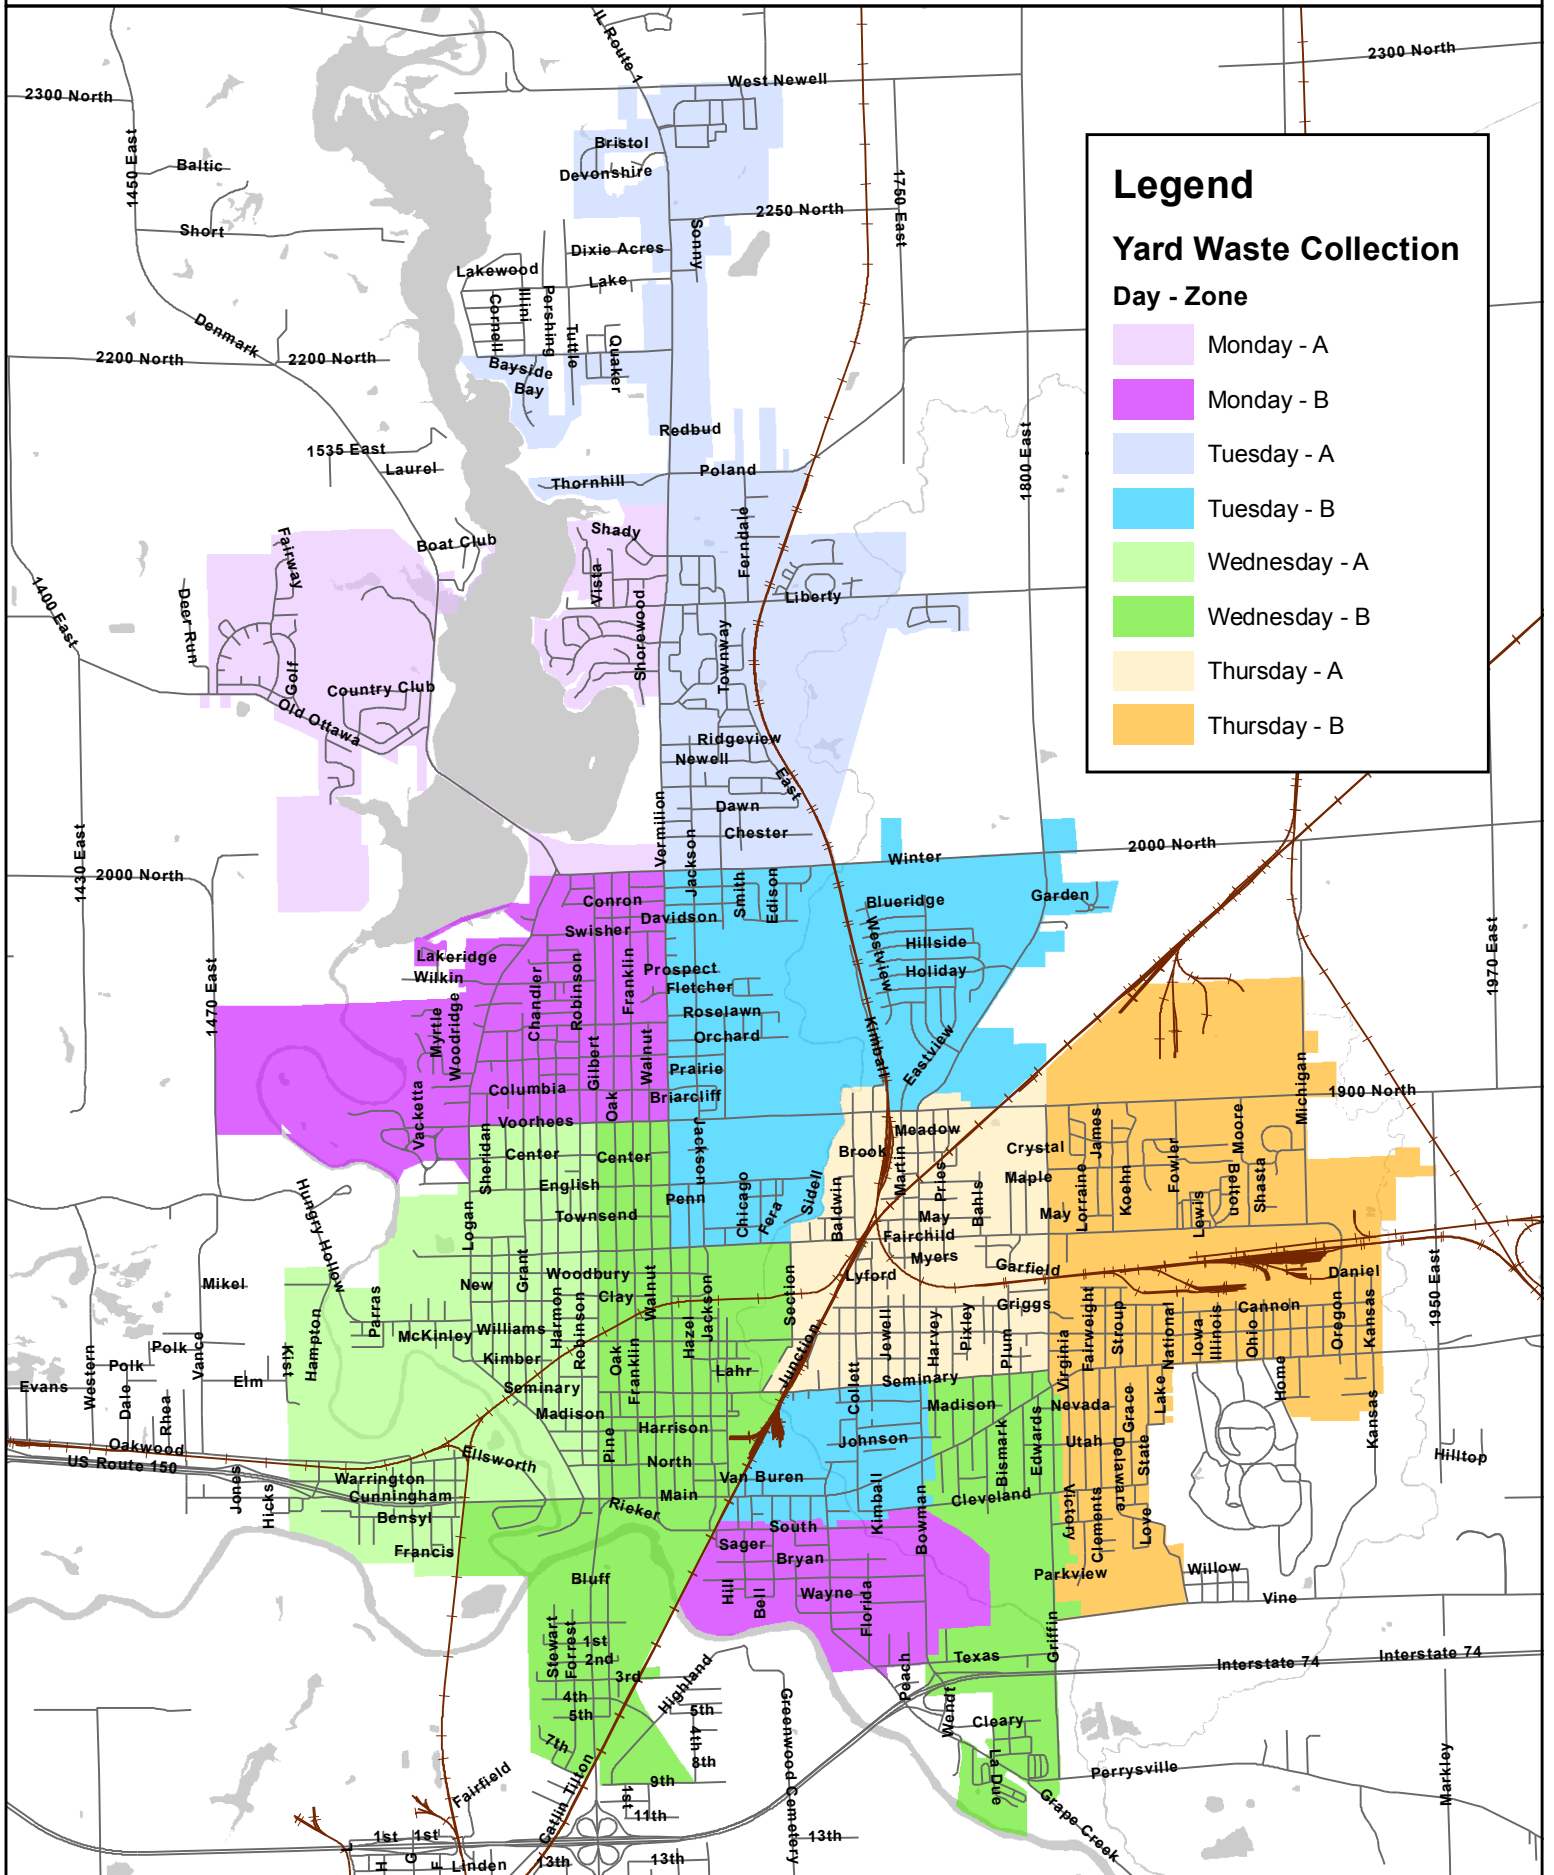 IL Route 1
2300 North
West Newell
2300 North
1450 East
Bristol
Baltic
Devonshire
1750 East
2250 North
Short
Sonny
Dixie Acres
Lakewood
Lake
Cornell
Illini
Pershing
Tuttle
Quaker
Denmark
2200 North
2200 North
Bayside
Bay
Redbud
1535 East
Laurel
Poland
Thornhill
1800 East
Legend
Yard Waste Collection
Day - Zone
Monday - A
Monday - B
Tuesday - A
Tuesday - B
Wednesday - A
Wednesday - B
Thursday - A
Thursday - B
Shady
Ferndale
Fairway
Boat Club
Vista
1400 East
Deer Run
Liberty
Shorewood
Townway
Golf
Country Club
Old Ottawa
Ridgeview
Newell
East
Dawn
Vermilion
Chester
Jackson
1430 East
2000 North
Winter
2000 North
Smith
Edison
Conron
Davidson
Blueridge
Garden
Swisher
Westview
Hillside
Lakeridge
Wilkin
Prospect
Holiday
1970 East
1470 East
Chandler
Robinson
Franklin
Fletcher
Roselawn
Myrtle
Woodridge
Orchard
Kimball
Eastview
Gilbert
Walnut
Prairie
Columbia
Briarcliff
Oak
Michigan
1900 North
Vacketta
Voorhees
Meadow
Sheridan
Center
Center
Jackson
Brook
Martin
Pries
Crystal
James
Moore
Maple
English
Penn
Chicago
Fera
Sidell
Baldwin
Bahls
May
May
Lorraine
Koehn
Fowler
Lewis
Belton
Shasta
Hungry Hollow
Logan
Townsend
Fairchild
Myers
Garfield
Lyford
Daniel
1950 East
Mikel
New
Grant
Woodbury
Clay
Walnut
Jackson
Section
Griggs
Parras
Hampton
McKinley
Williams
Harmon
Robinson
Hazel
Jewell
Harvey
Pixley
Plum
Virginia
Fairweight
Stroup
National
Iowa
Illinois
Cannon
Ohio
Oregon
Kansas
Polk
Polk
Vance
Kist
Kimber
Oak
Franklin
Lahr
Junction
Seminary
Home
Evans
Western
Dale
Elm
Seminary
Collett
Rhea
Madison
Harrison
Madison
Nevada
Grace
Lake
Kansas
Oakwood
Pine
Johnson
Bismark
Edwards
Utah
Delaware
State
Hilltop
US Route 150
Ellsworth
North
Van Buren
Warrington
Cunningham
Jones
Hicks
Main
Rieker
Kimball
Bowman
Cleveland
Victory
Clements
Love
Bensyl
South
Sager
Francis
Bryan
Bluff
Parkview
Willow
Hill
Bell
Wayne
Florida
Vine
Stewart
Forrest
1st
2nd
3rd
Griffin
Texas
Interstate 74
Interstate 74
Peach
Highland
4th
5th
5th
Wendt
Cleary
7th
4th
8th
Greenwood Cemetery
La Due
Perrysville
Markley
9th
1st
11th
Fairfield
Catlin Tilton
Grape Creek
1st
1st
13th
H
G
F
Linden
13th
13th